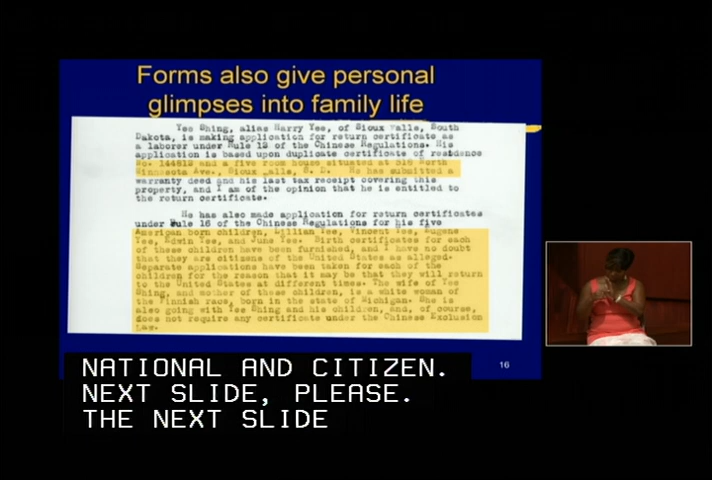 Forms also give personal
glimpses into family life
Yee Shing, alias Harry Yee, of Sioux Falls, South
Dakota, is making application for return certificate as
a laborer under Rule 12 of the Chinese Regulations. His
application is based upon duplicate certificate of residence
No. and a five room house situated at North
Minnesota Ave., Sioux Falls, S. D. He has submitted a
warranty deed and his last tax receipt covering this
property, and I am of the opinion that he is entitled to
the return certificate.
He has also made application for return certificates
under Rule 16 of the Chinese Regulations for his five
American born children, Lillian Yee, Vincent Yee, Eugene
Yee, Edwin Yee, and June Yee. Birth certificates for each
of these children have been furnished, and I have no doubt
that they are citizens of the United States as alleged.
Separate applications have been taken for each of the
children for the reason that it may be that they will return
to the United States at different times. The wife of Yee
Shing, and mother of these children, is a white woman of
the Finnish race, born in the state of Michigan. She is
also going with Yee Shing and his children, and, of course,
does not require any certificate under the Chinese Exclusion
Law.
16
NATIONAL AND CITIZEN.
NEXT SLIDE, PLEASE.
THE NEXT SLIDE